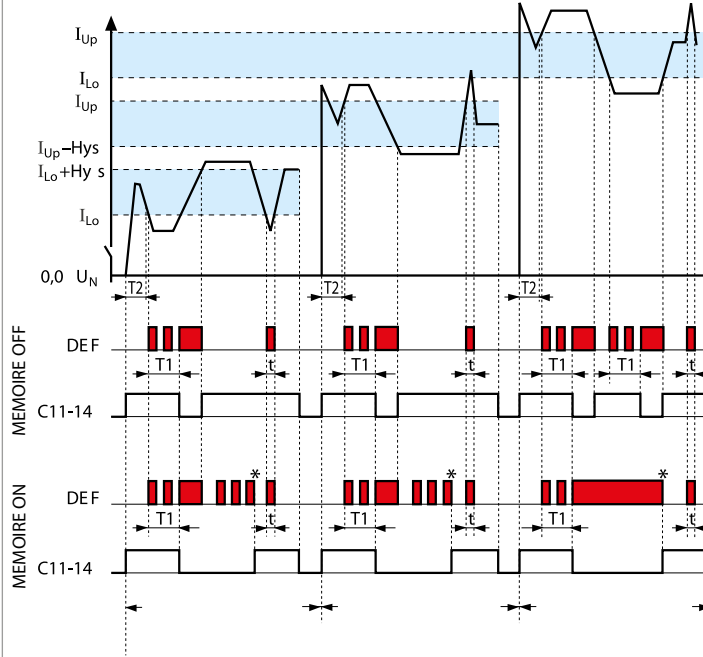 I_Up
I_Lo
I_Up
I_Up–Hys
I_Lo+Hy s
I_Lo
0,0 U_N
T2 T2 T2
MEMOIRE OFF
DEF
T1 t T1 t T1 T1 t
C11-14
MEMOIRE ON
* * *
DEF
T1 t T1 t T1 t
C11-14